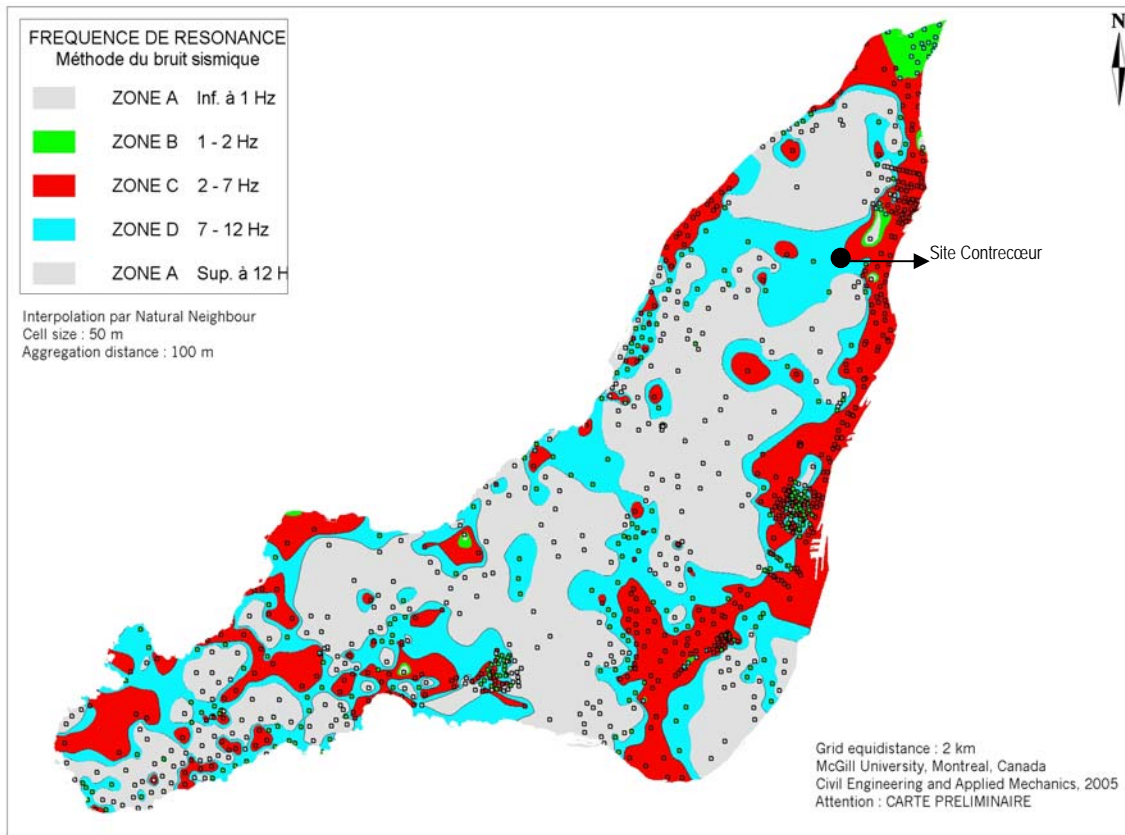 FREQUENCE DE RESONANCE
Méthode du bruit sismique
ZONE A Inf. à 1 Hz
ZONE B 1 - 2 Hz
ZONE C 2 - 7 Hz
ZONE D 7 - 12 Hz
ZONE A Sup. à 12 H
Interpolation par Natural Neighbour
Cell size : 50 m
Aggregation distance : 100 m
N
Site Contrecœur
Grid equidistance : 2 km
McGill University, Montreal, Canada
Civil Engineering and Applied Mechanics, 2005
Attention : CARTE PRELIMINAIRE